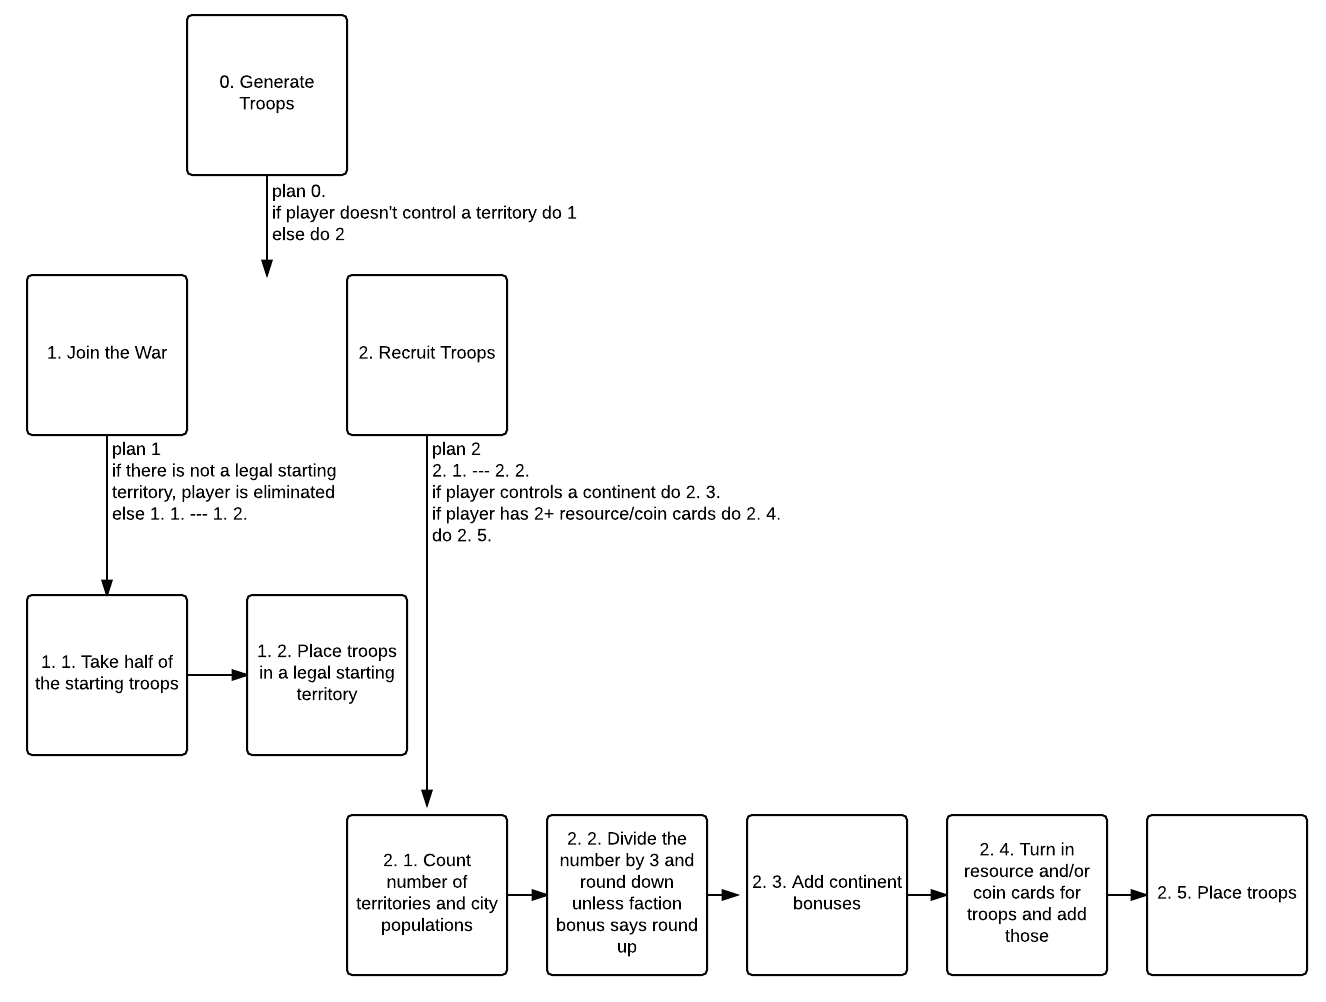 0. Generate
Troops
plan 0.
if player doesn't control a territory do 1
else do 2
1. Join the War
2. Recruit Troops
plan 1
if there is not a legal starting
territory, player is eliminated
else 1. 1. --- 1. 2.
plan 2
2. 1. --- 2. 2.
if player controls a continent do 2. 3.
if player has 2+ resource/coin cards do 2. 4.
do 2. 5.
1. 1. Take half of
the starting troops
1. 2. Place troops
in a legal starting
territory
2. 1. Count
number of
territories and city
populations
2. 2. Divide the
number by 3 and
round down
unless faction
bonus says round
up
2. 3. Add continent
bonuses
2. 4. Turn in
resource and/or
coin cards for
troops and add
those
2. 5. Place troops